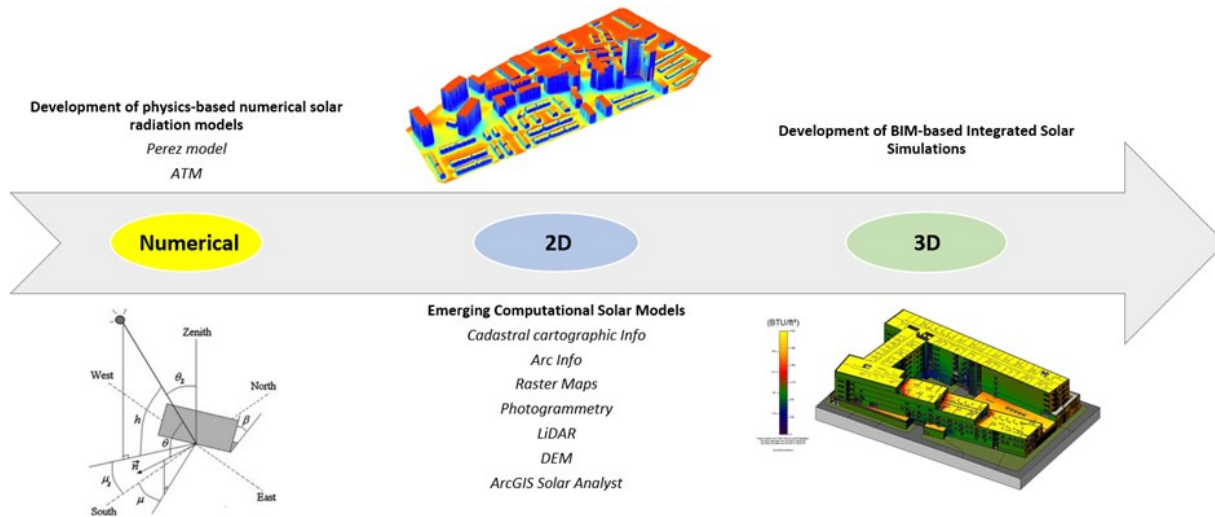 Development of physics-based numerical solar
radiation models
Perez model
ATM
Development of BIM-based Integrated Solar
Simulations
Numerical
2D
3D
Emerging Computational Solar Models
Cadastral cartographic Info
Arc Info
Raster Maps
Photogrammetry
LiDAR
DEM
ArcGIS Solar Analyst
Zenith
θz
West
North
h
θ
β
n
μs
μ
South
East
(BTU/ft²)